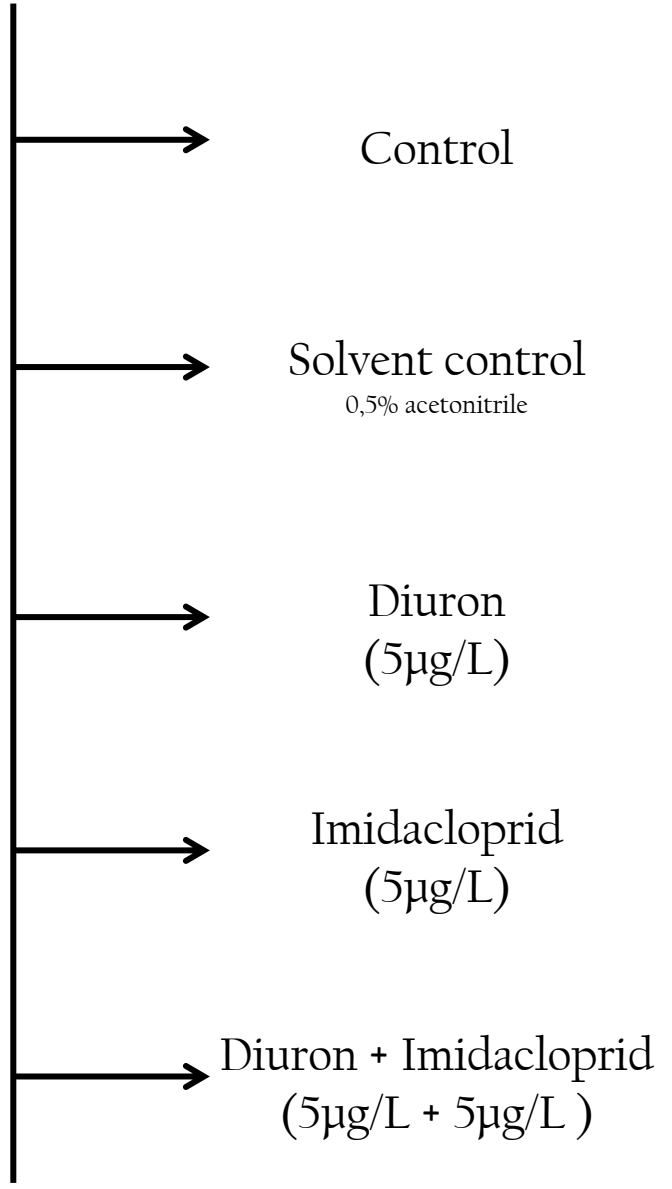 Control
Solvent control
0,5% acetonitrile
Diuron
(5µg/L)
Imidacloprid
(5µg/L)
Diuron + Imidacloprid
(5µg/L + 5µg/L )